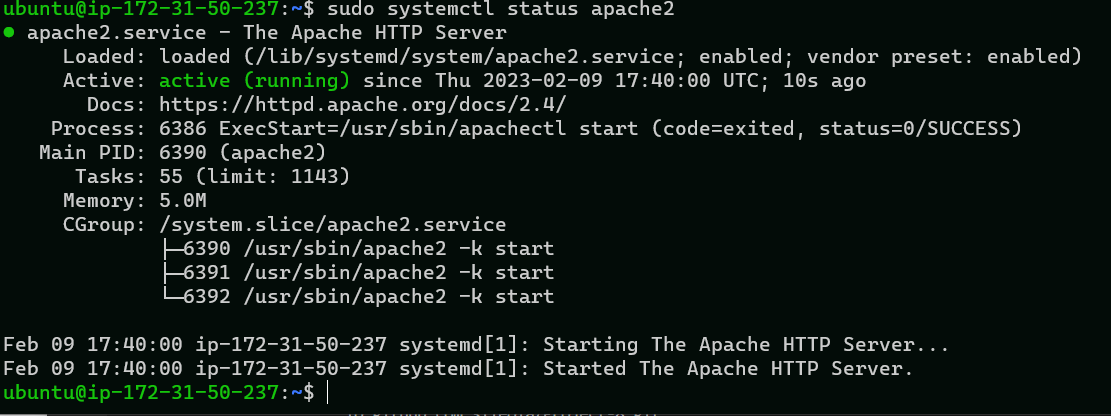 ubuntu@ip-172-31-50-237:~$ sudo systemctl status apache2
● apache2.service - The Apache HTTP Server
     Loaded: loaded (/lib/systemd/system/apache2.service; enabled; vendor preset: enabled)
     Active: active (running) since Thu 2023-02-09 17:40:00 UTC; 10s ago
       Docs: https://httpd.apache.org/docs/2.4/
    Process: 6386 ExecStart=/usr/sbin/apachectl start (code=exited, status=0/SUCCESS)
   Main PID: 6390 (apache2)
      Tasks: 55 (limit: 1143)
     Memory: 5.0M
     CGroup: /system.slice/apache2.service
             ├─6390 /usr/sbin/apache2 -k start
             ├─6391 /usr/sbin/apache2 -k start
             └─6392 /usr/sbin/apache2 -k start

Feb 09 17:40:00 ip-172-31-50-237 systemd[1]: Starting The Apache HTTP Server...
Feb 09 17:40:00 ip-172-31-50-237 systemd[1]: Started The Apache HTTP Server.
ubuntu@ip-172-31-50-237:~$